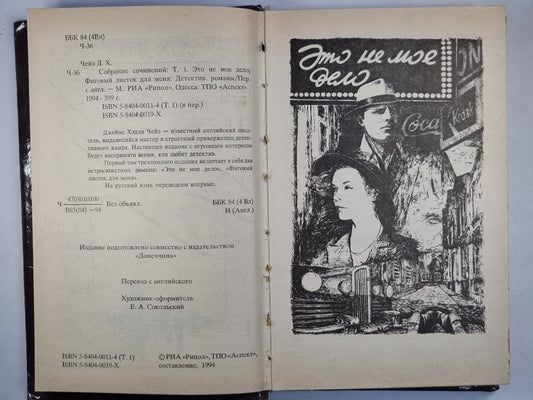 ББК 84 (4Вл)
Ч-36
Чейз Д. Х.
Ч-36 Собрание сочинений: Т. 1. Это не мое дело;
Фиговый листок для меня: Детектив. романы/Пер.
с англ. – М.: РИА «Рипол», Одесса: ТПО «Аспект».
1994 - 399 с.
ISBN 5-8404-0011-4 (Т. 1) (в пер.)
ISBN 5-8404-0019-X
Джеймс Хэдли Чейз – известный английский писатель, 
выдающийся мастер и страстный приверженец детективного 
жанра. Настоящее издание с огромным интересом
будет воспринято всеми, кто любит детектив.
Первый том трехтомного издания включает в себя два
остросюжетных романа: «Это не мое дело», «Фиговый
листок для меня».
На русский язык переведены впервые.
Ч 4703010100 Без объявл. ББК 84 (4 Вл)
В85(04) –94 И (Англ.)
Издание подготовлено совместно с издательством
«Донеччина»
Перевод с английского
Художник-оформитель
Е. А. Сокольский
ISBN 5-8404-0011-4 (Т. 1)
ISBN 5-8404-0019-X
© РИА «Рипол», ТПО «Аспект»,
составление, 1994
Это не мое
дело
Coca